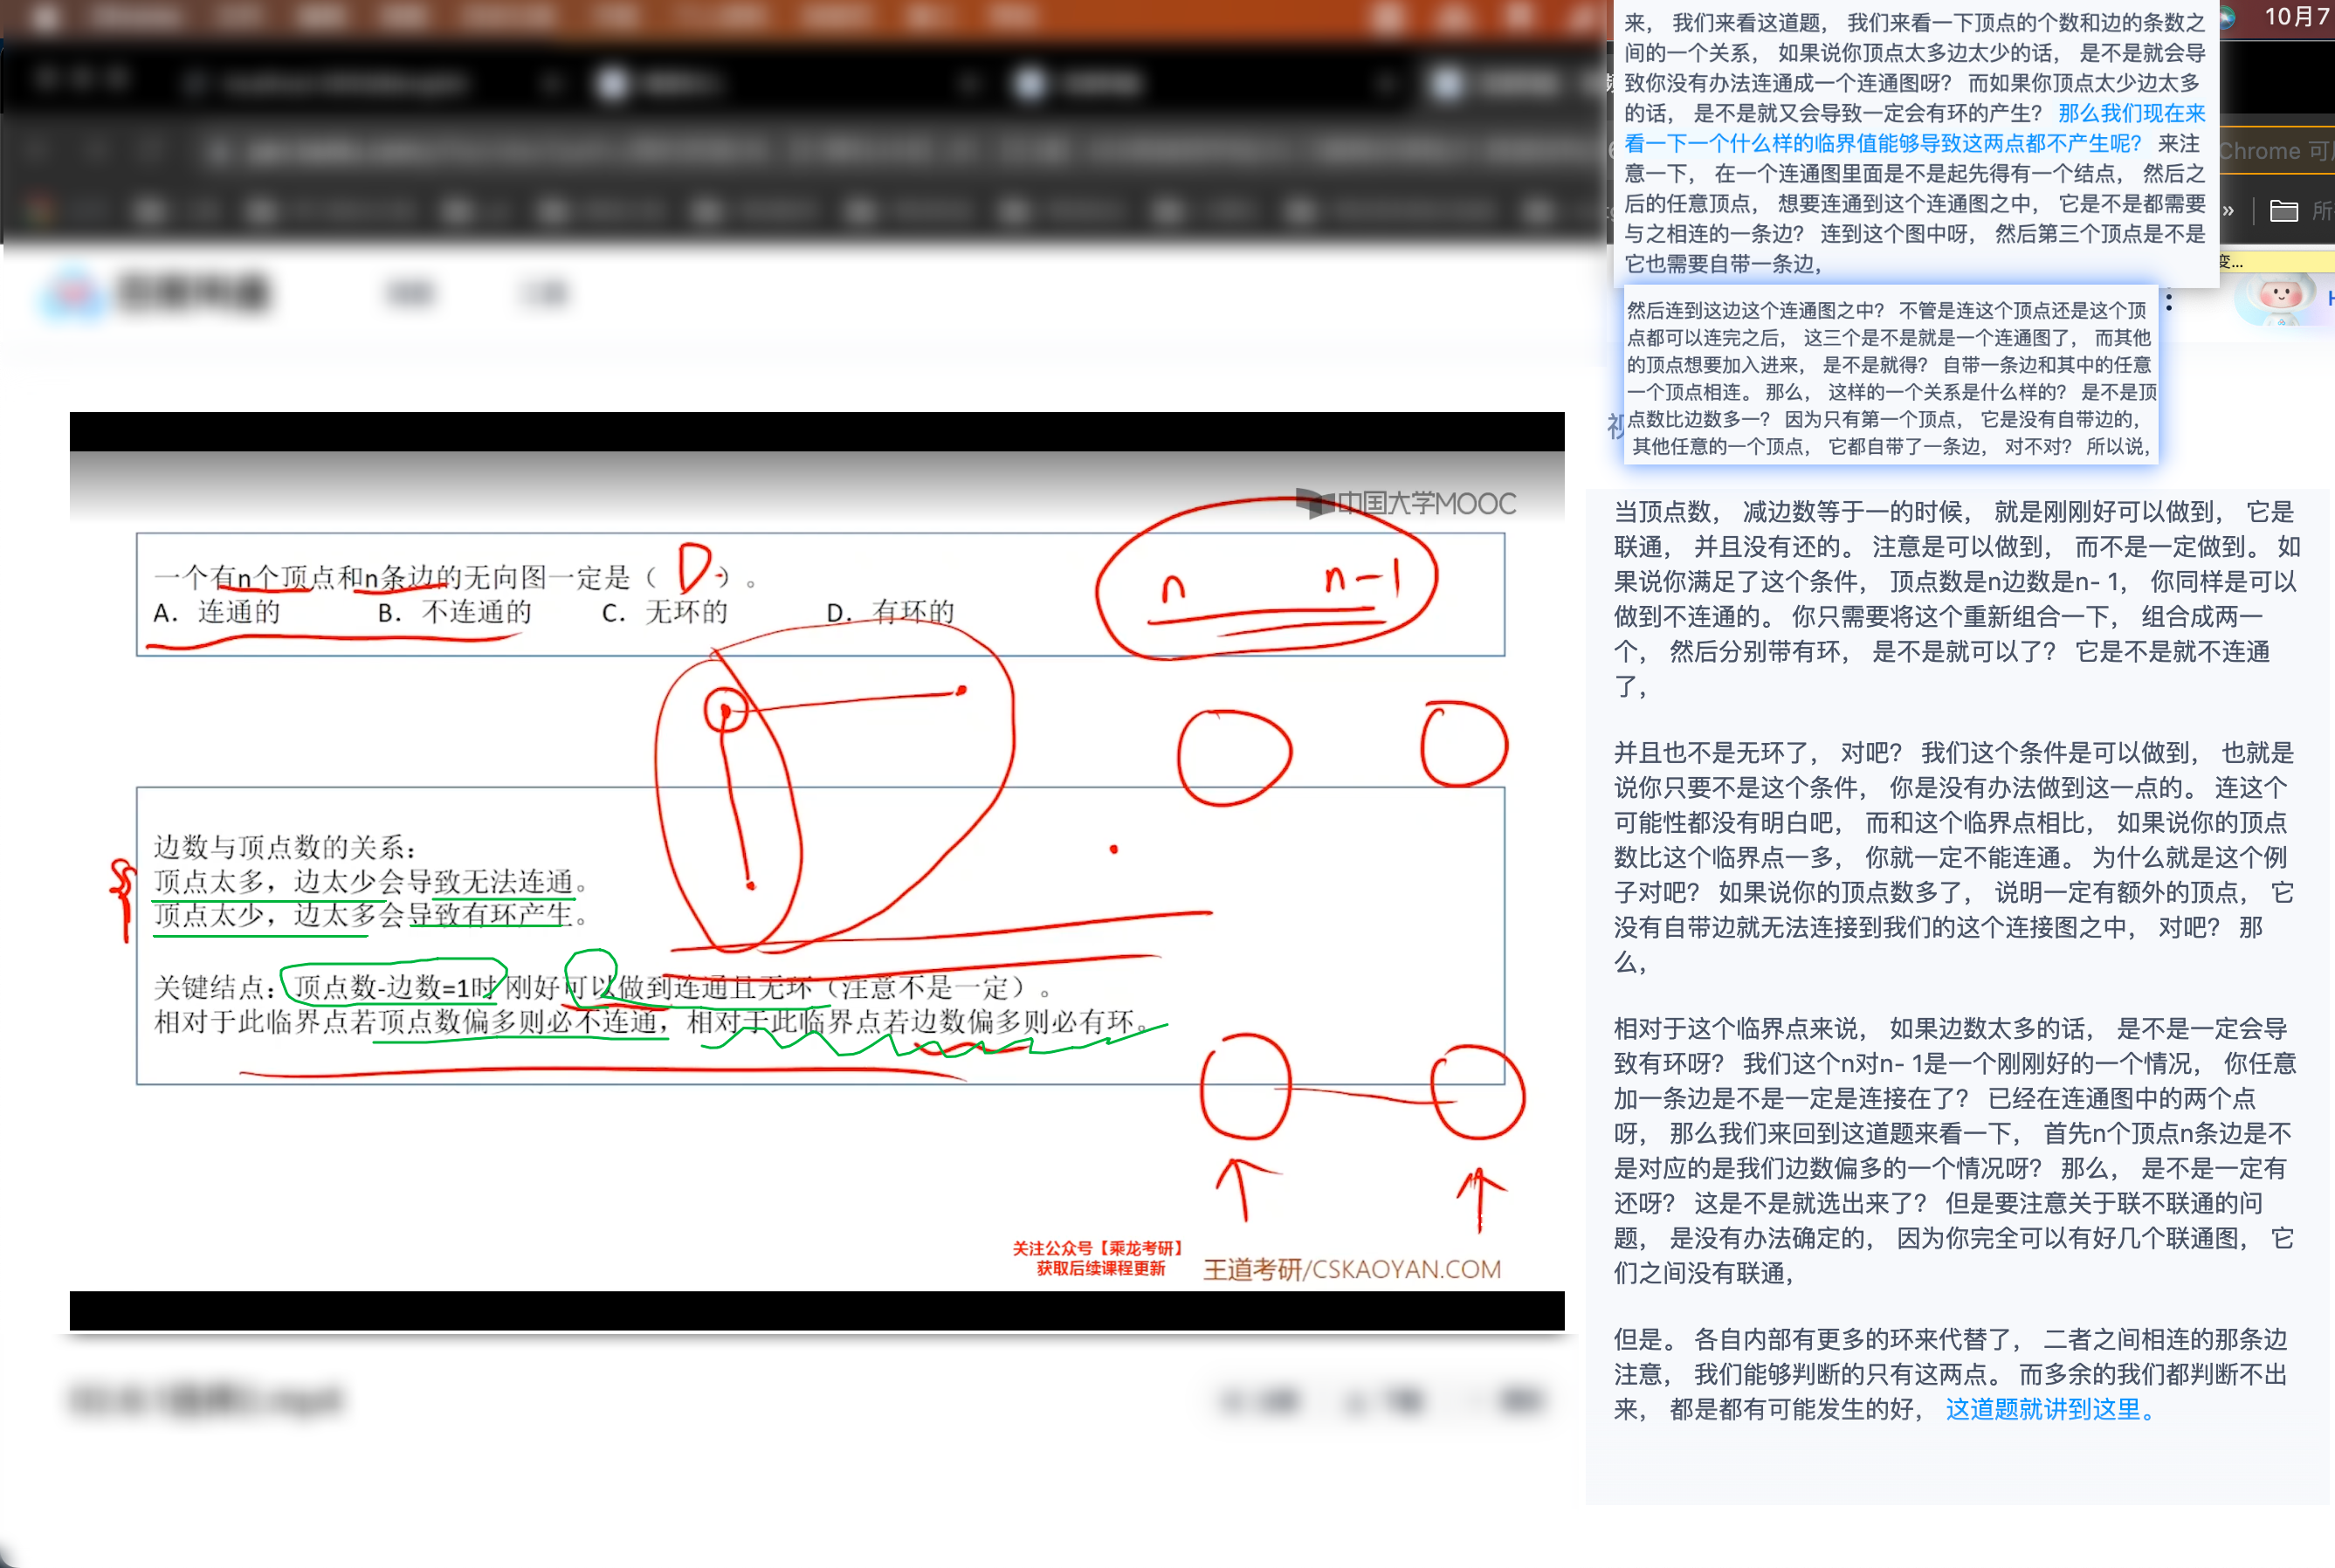 10月7
来， 我们来看这道题， 我们来看一下顶点的个数和边的条数之
间的一个关系， 如果说你顶点太多边太少的话， 是不是就会导
致你没有办法连通成一个连通图呀？ 而如果你顶点太少边太多
的话， 是不是就又会导致一定会有环的产生？ 那么我们现在来
看一下一个什么样的临界值能够导致这两点都不产生呢？ 来注
意一下， 在一个连通图里面是不是起先得有一个结点， 然后之
后的任意顶点， 想要连通到这个连通图之中， 它是不是都需要
与之相连的一条边？ 连到这个图中呀， 然后第三个顶点是不是
它也需要自带一条边，
Chrome 可
»
所
变...
然后连到这边这个连通图之中？ 不管是连这个顶点还是这个顶
点都可以连完之后， 这三个是不是就是一个连通图了， 而其他
的顶点想要加入进来， 是不是就得？ 自带一条边和其中的任意
一个顶点相连。 那么， 这样的一个关系是什么样的？ 是不是顶
点数比边数多一？ 因为只有第一个顶点， 它是没有自带边的，
其他任意的一个顶点， 它都自带了一条边， 对不对？ 所以说，
当顶点数， 减边数等于一的时候， 就是刚刚好可以做到， 它是
联通， 并且没有还的。 注意是可以做到， 而不是一定做到。 如
果说你满足了这个条件， 顶点数是n边数是n- 1， 你同样是可以
做到不连通的。 你只需要将这个重新组合一下， 组合成两一
个， 然后分别带有环， 是不是就可以了？ 它是不是就不连通
了，
并且也不是无环了， 对吧？ 我们这个条件是可以做到， 也就是
说你只要不是这个条件， 你是没有办法做到这一点的。 连这个
可能性都没有明白吧， 而和这个临界点相比， 如果说你的顶点
数比这个临界点一多， 你就一定不能连通。 为什么就是这个例
子对吧？ 如果说你的顶点数多了， 说明一定有额外的顶点， 它
没有自带边就无法连接到我们的这个连接图之中， 对吧？ 那
么，
相对于这个临界点来说， 如果边数太多的话， 是不是一定会导
致有环呀？ 我们这个n对n- 1是一个刚刚好的一个情况， 你任意
加一条边是不是一定是连接在了？ 已经在连通图中的两个点
呀， 那么我们来回到这道题来看一下， 首先n个顶点n条边是不
是对应的是我们边数偏多的一个情况呀？ 那么， 是不是一定有
还呀？ 这是不是就选出来了？ 但是要注意关于联不联通的问
题， 是没有办法确定的， 因为你完全可以有好几个联通图， 它
们之间没有联通，
但是。 各自内部有更多的环来代替了， 二者之间相连的那条边
注意， 我们能够判断的只有这两点。 而多余的我们都判断不出
来， 都是都有可能发生的好， 这道题就讲到这里。
中国大学MOOC
一个有n个顶点和n条边的无向图一定是（ D ）。
A. 连通的 B. 不连通的 C. 无环的 D. 有环的
n n-1
边数与顶点数的关系：
顶点太多，边太少会导致无法连通。
顶点太少，边太多会导致有环产生。
关键结点：顶点数-边数=1时 刚好可以做到连通且无环（注意不是一定）。
相对于此临界点若顶点数偏多则必不连通，相对于此临界点若边数偏多则必有环。
关注公众号【乘龙考研】
获取后续课程更新
王道考研/CSKAOYAN.COM